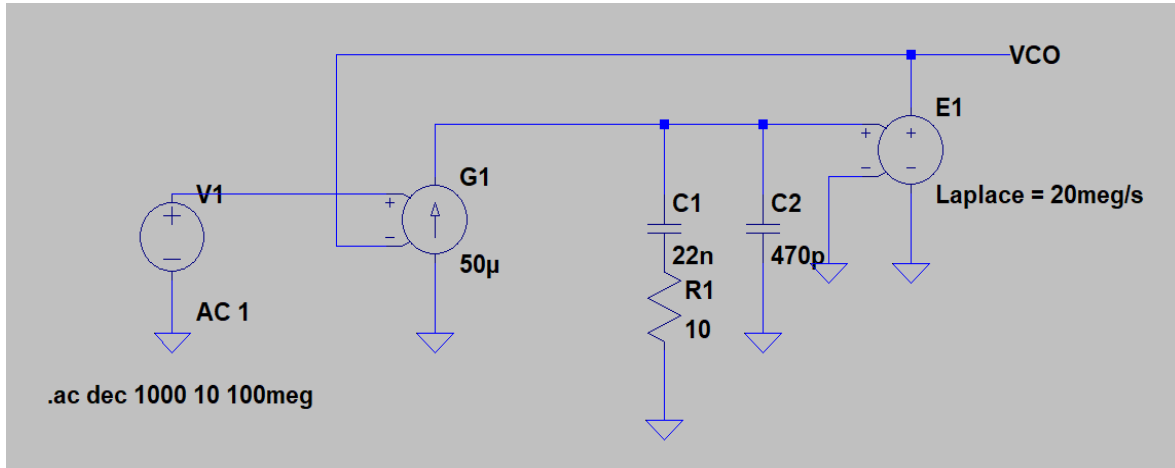 VCO
E1
Laplace = 20meg/s
G1
50µ
V1
AC 1
C1
22n
R1
10
C2
470p
.ac dec 1000 10 100meg